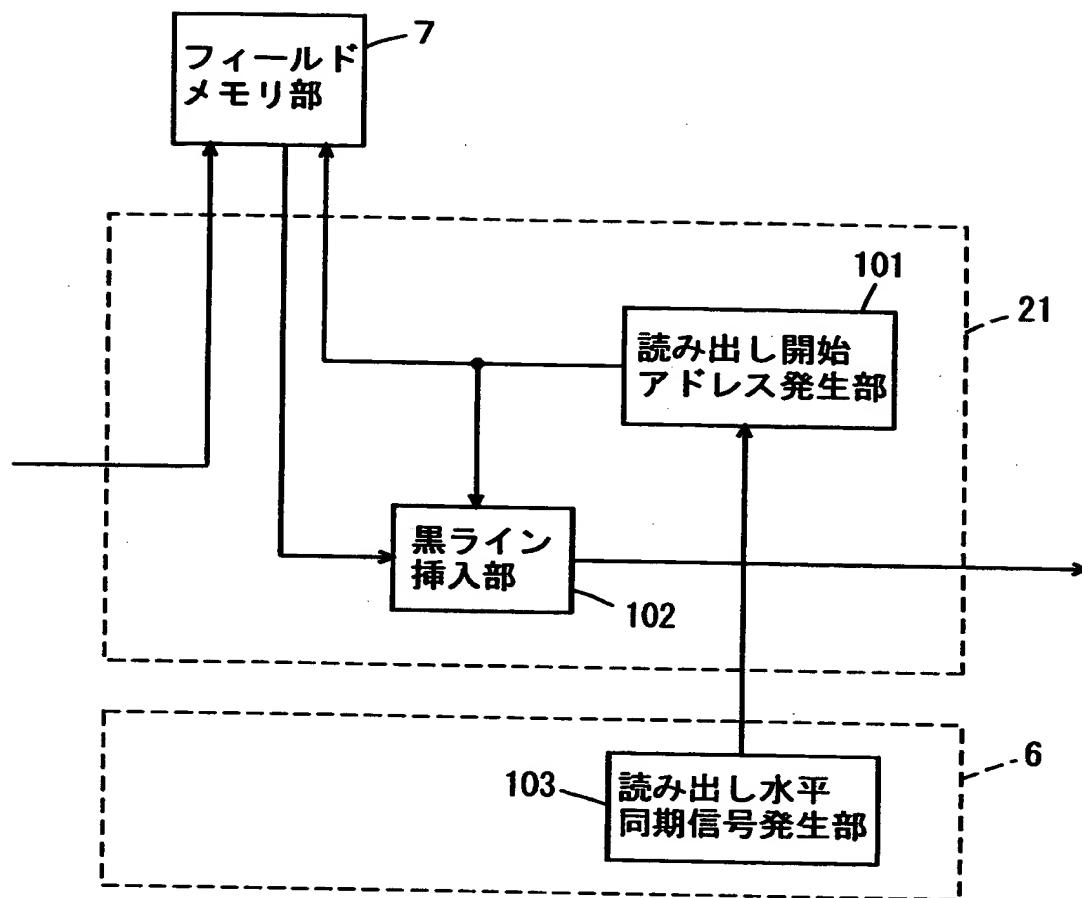 フィールド
メモリ部
7
101
読み出し開始
アドレス発生部
21
黒ライン
挿入部
102
103
読み出し水平
同期信号発生部
6